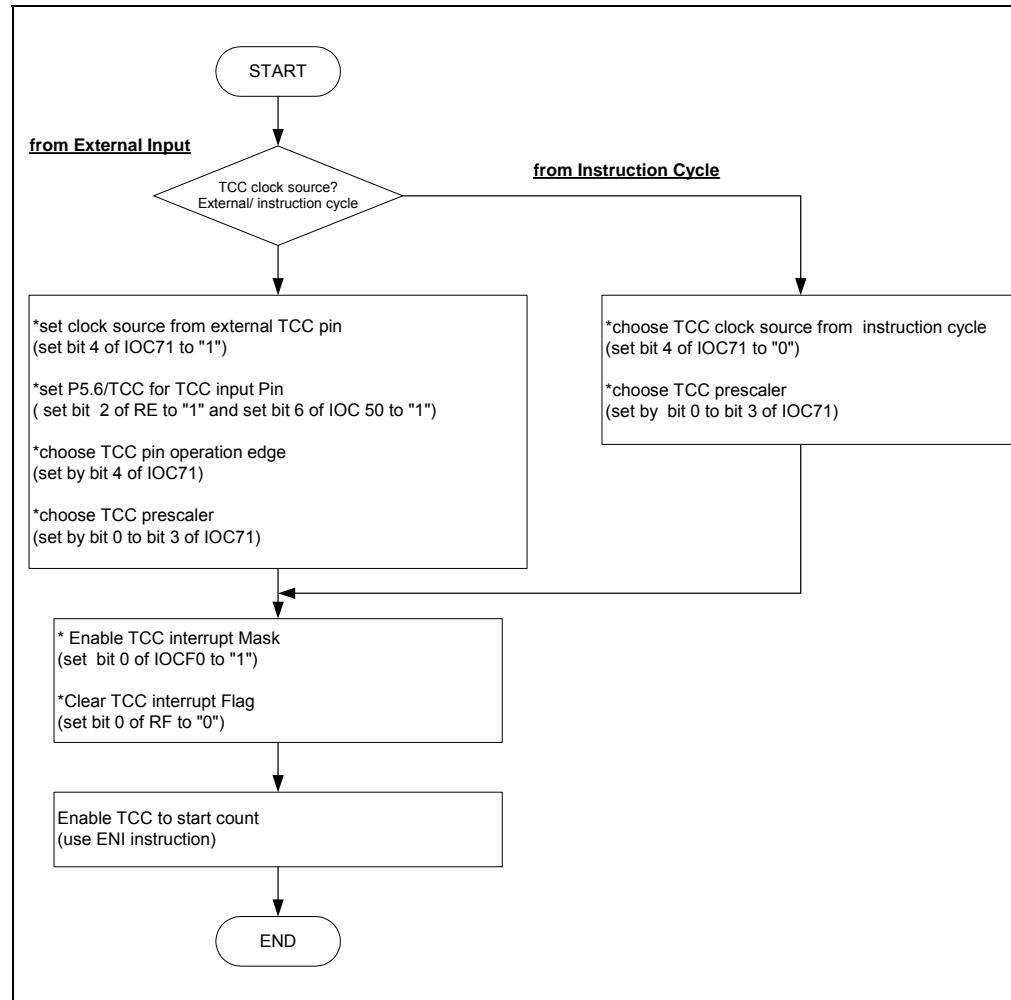 START
from External Input
from Instruction Cycle
TCC clock source?
External/ instruction cycle
*set clock source from external TCC pin
(set bit 4 of IOC71 to "1")
*set P5.6/TCC for TCC input Pin
( set bit  2 of RE to "1" and set bit 6 of IOC 50 to "1")
*choose TCC pin operation edge
(set by bit 4 of IOC71)
*choose TCC prescaler
(set by bit 0 to bit 3 of IOC71)
*choose TCC clock source from  instruction cycle
(set bit 4 of IOC71 to "0")
*choose TCC prescaler
(set by  bit 0 to bit 3 of IOC71)
* Enable TCC interrupt Mask
(set  bit 0 of IOCF0 to "1")
*Clear TCC interrupt Flag
(set bit 0 of RF to "0")
Enable TCC to start count
(use ENI instruction)
END